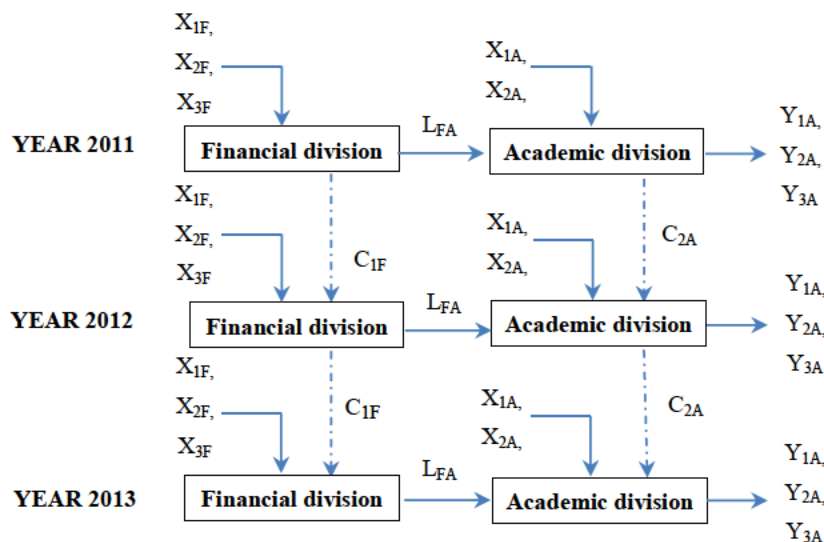 X1F,
X2F,
X3F
X1A,
X2A,
YEAR 2011
Financial division
LFA
Academic division
Y1A,
Y2A,
Y3A
X1F,
X2F,
X3F
C1F
X1A,
X2A,
C2A
YEAR 2012
Financial division
LFA
Academic division
Y1A,
Y2A,
Y3A
X1F,
X2F,
X3F
C1F
X1A,
X2A,
C2A
YEAR 2013
Financial division
LFA
Academic division
Y1A,
Y2A,
Y3A